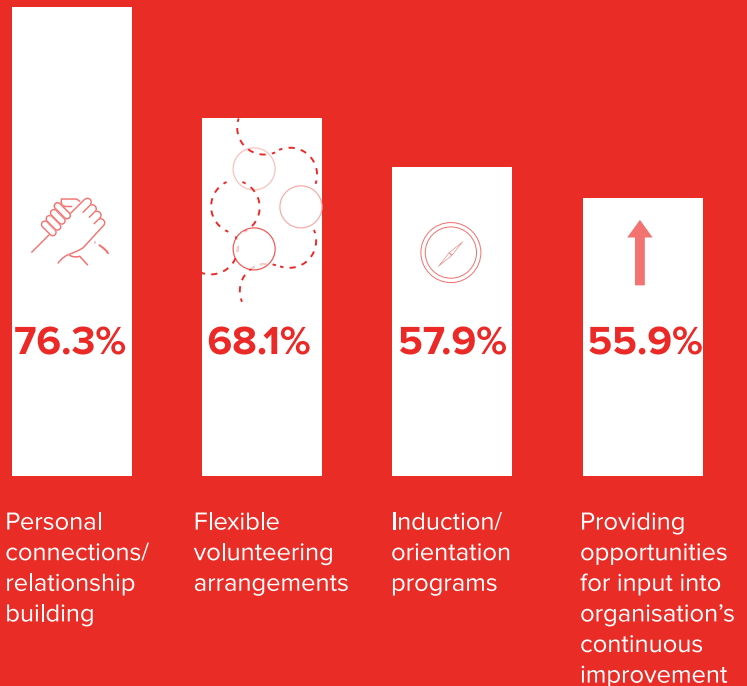 76.3%
68.1%
57.9%
55.9%
Personal
connections/
relationship
building
Flexible
volunteering
arrangements
Induction/
orientation
programs
Providing
opportunities
for input into
organisation’s
continuous
improvement